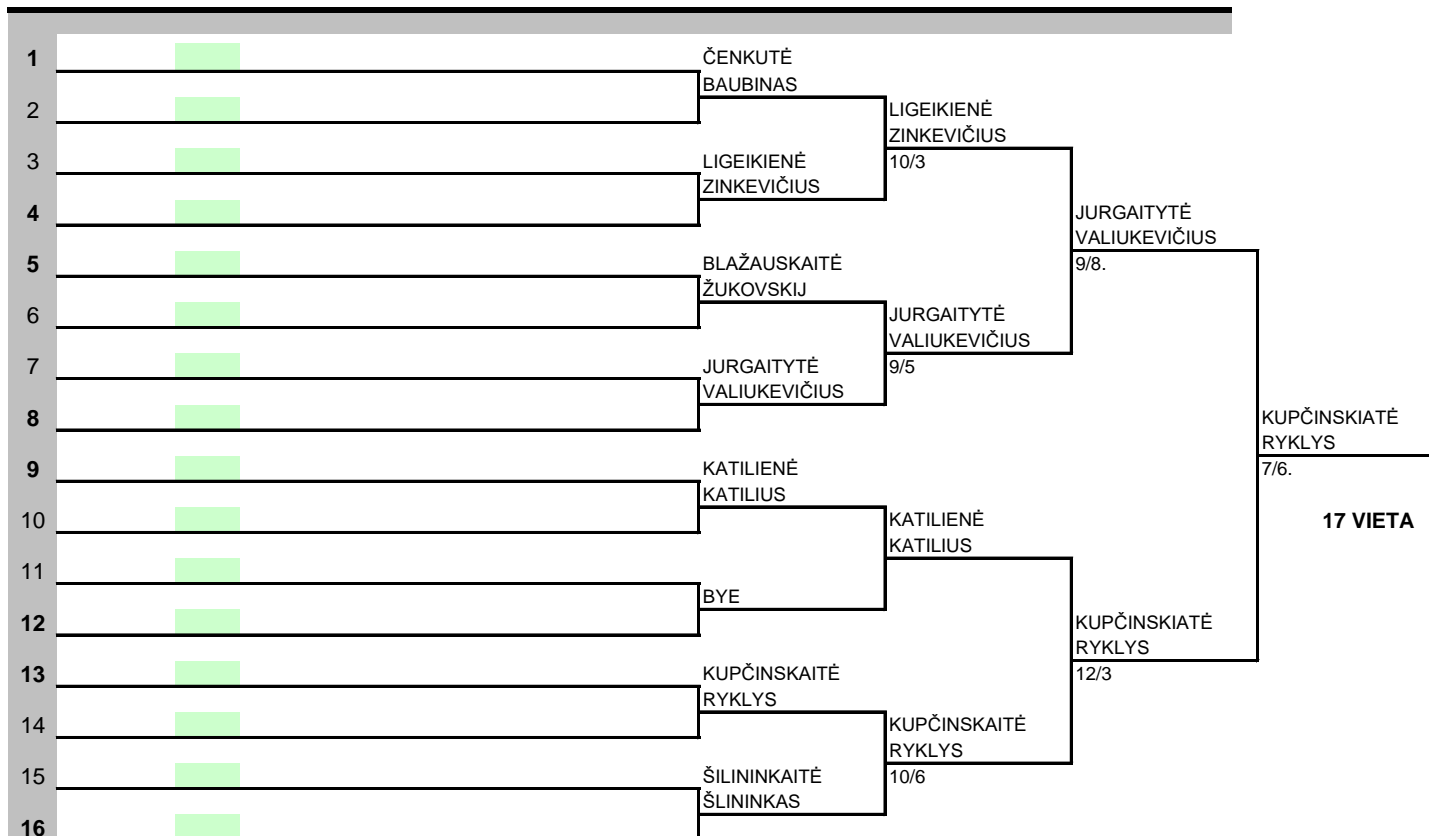 1
ČENKUTĖ
BAUBINAS
2
LIGEIKIENĖ
ZINKEVIČIUS
3
LIGEIKIENĖ
10/3
ZINKEVIČIUS
4
JURGAITYTĖ
VALIUKEVIČIUS
5
BLAŽAUSKAITĖ
9/8.
ŽUKOVSKIJ
6
JURGAITYTĖ
VALIUKEVIČIUS
7
JURGAITYTĖ
9/5
VALIUKEVIČIUS
8
KUPČINSKIATĖ
RYKLYS
9
KATILIENĖ
7/6.
KATILIUS
10
KATILIENĖ
17 VIETA
KATILIUS
11
BYE
12
KUPČINSKIATĖ
RYKLYS
13
KUPČINSKAITĖ
12/3
RYKLYS
14
KUPČINSKAITĖ
RYKLYS
15
ŠILININKAITĖ
10/6
ŠLININKAS
16